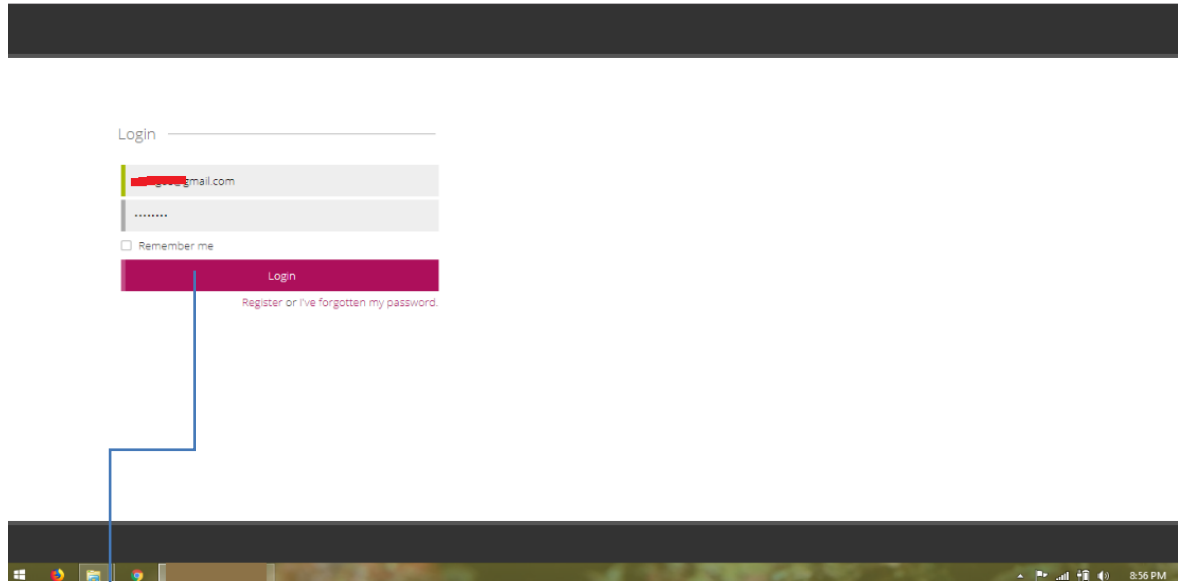 Login
@gmail.com
••••••••
Remember me
Login
Register or I've forgotten my password.
8:56 PM